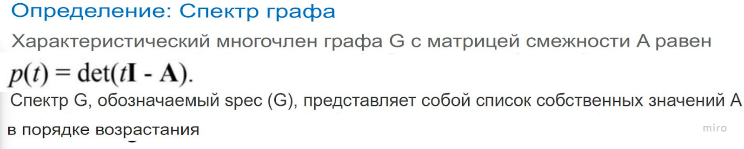 Определение: Спектр графа
Характеристический многочлен графа G с матрицей смежности A равен
p(t) = det(tI - A).
Спектр G, обозначаемый spec (G), представляет собой список собственных значений A
в порядке возрастания
miro